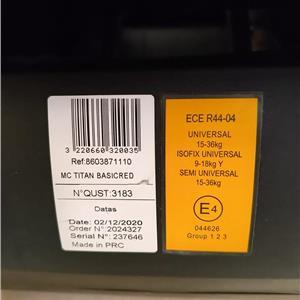 3 220660 320035
Ref:8603871110
MC TITAN BASICRED
N°QUST:3183
Datas
Date: 02/12/2020
Order N°: 2024327
Serial N°: 237646
Made in PRC
ECE R44-04
UNIVERSAL
15-36kg
ISOFIX UNIVERSAL
9-18kg Y
SEMI UNIVERSAL
15-36kg
E4
044626
Group 1 2 3